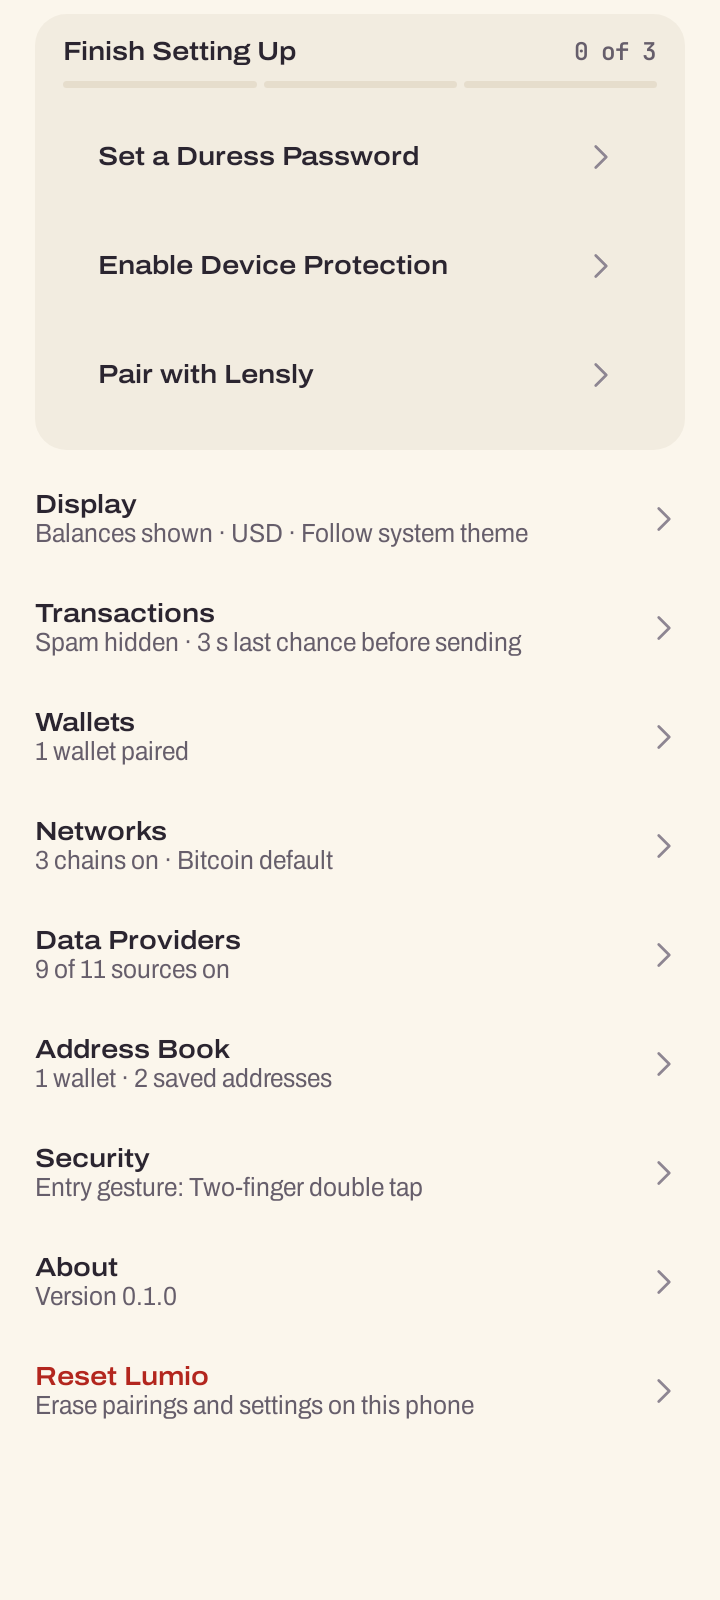 Finish Setting Up 0 of 3
Set a Duress Password
Enable Device Protection
Pair with Lensly
Display
Balances shown · USD · Follow system theme
Transactions
Spam hidden · 3 s last chance before sending
Wallets
1 wallet paired
Networks
3 chains on · Bitcoin default
Data Providers
9 of 11 sources on
Address Book
1 wallet · 2 saved addresses
Security
Entry gesture: Two-finger double tap
About
Version 0.1.0
Reset Lumio
Erase pairings and settings on this phone